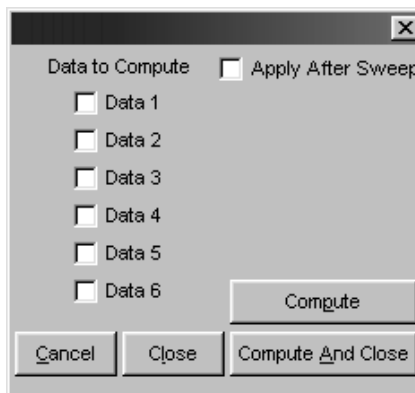 Data to Compute Apply After Sweep
Data 1
Data 2
Data 3
Data 4
Data 5
Data 6
Compute
Cancel Close Compute And Close